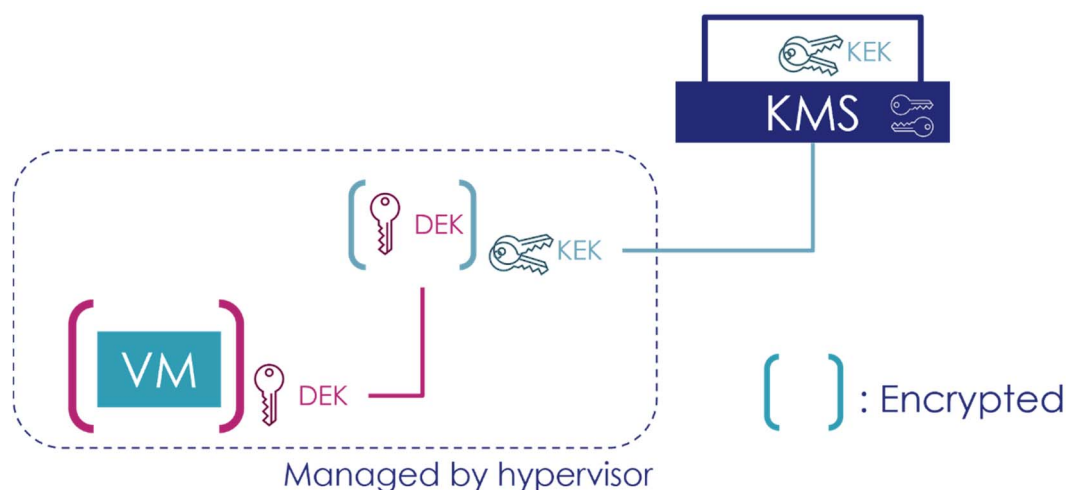 KEK
KMS
DEK
KEK
VM
DEK
: Encrypted
Managed by hypervisor